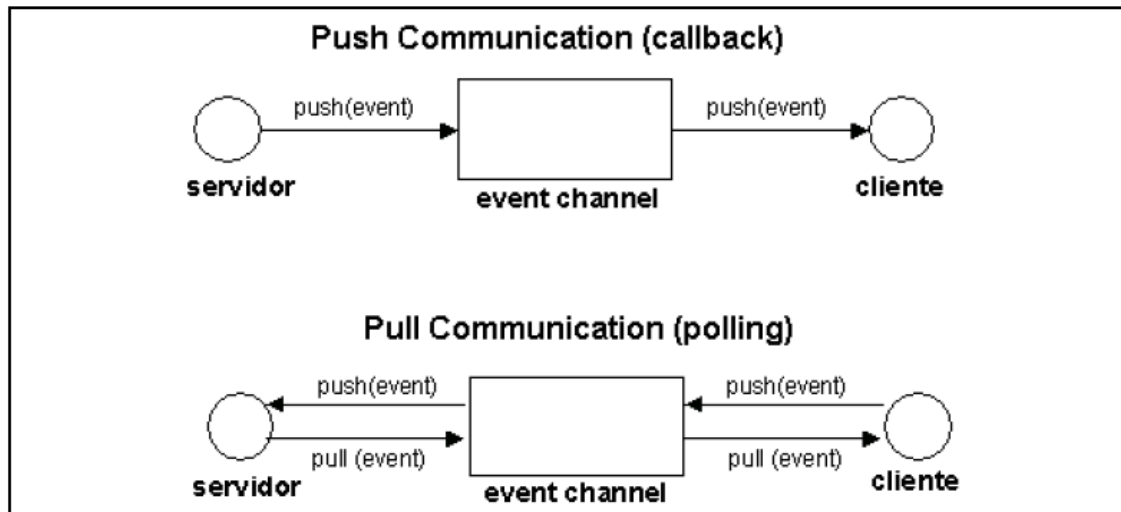 Push Communication (callback)
push(event) push(event)
servidor event channel cliente
Pull Communication (polling)
push(event) push(event)
pull (event) pull (event)
servidor event channel cliente